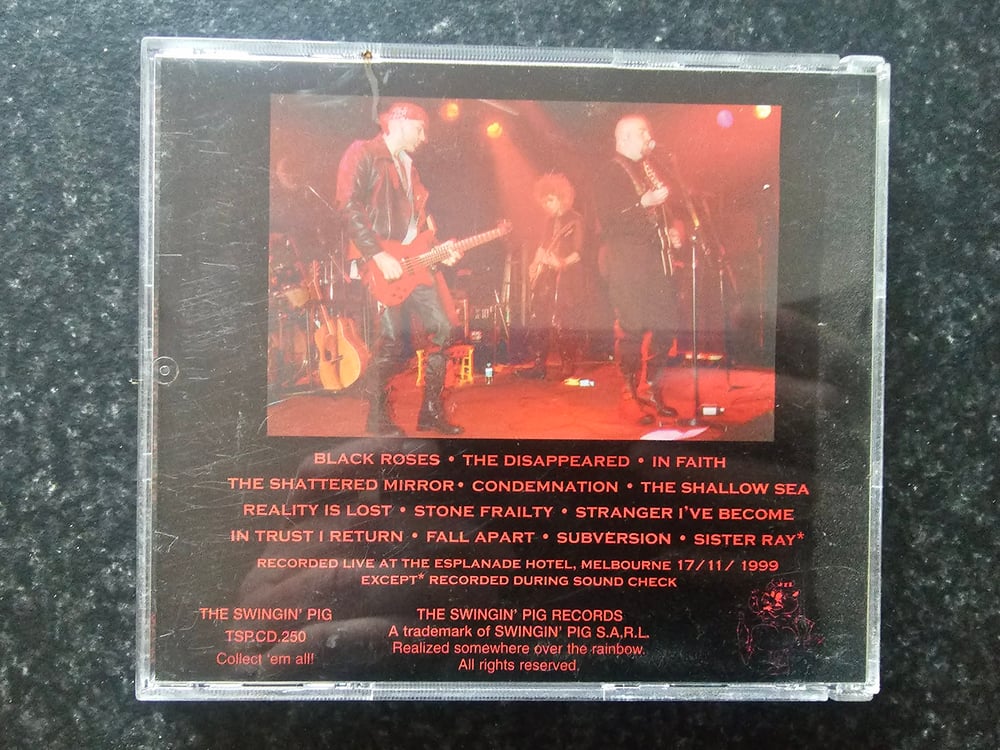 BLACK ROSES • THE DISAPPEARED • IN FAITH
THE SHATTERED MIRROR • CONDEMNATION • THE SHALLOW SEA
REALITY IS LOST • STONE FRAILTY • STRANGER I'VE BECOME
IN TRUST I RETURN • FALL APART • SUBVERSION • SISTER RAY*
RECORDED LIVE AT THE ESPLANADE HOTEL, MELBOURNE 17/11/ 1999
EXCEPT* RECORDED DURING SOUND CHECK
THE SWINGIN' PIG
TSP.CD.250
Collect 'em all!
THE SWINGIN' PIG RECORDS
A trademark of SWINGIN' PIG S.A.R.L.
Realized somewhere over the rainbow.
All rights reserved.